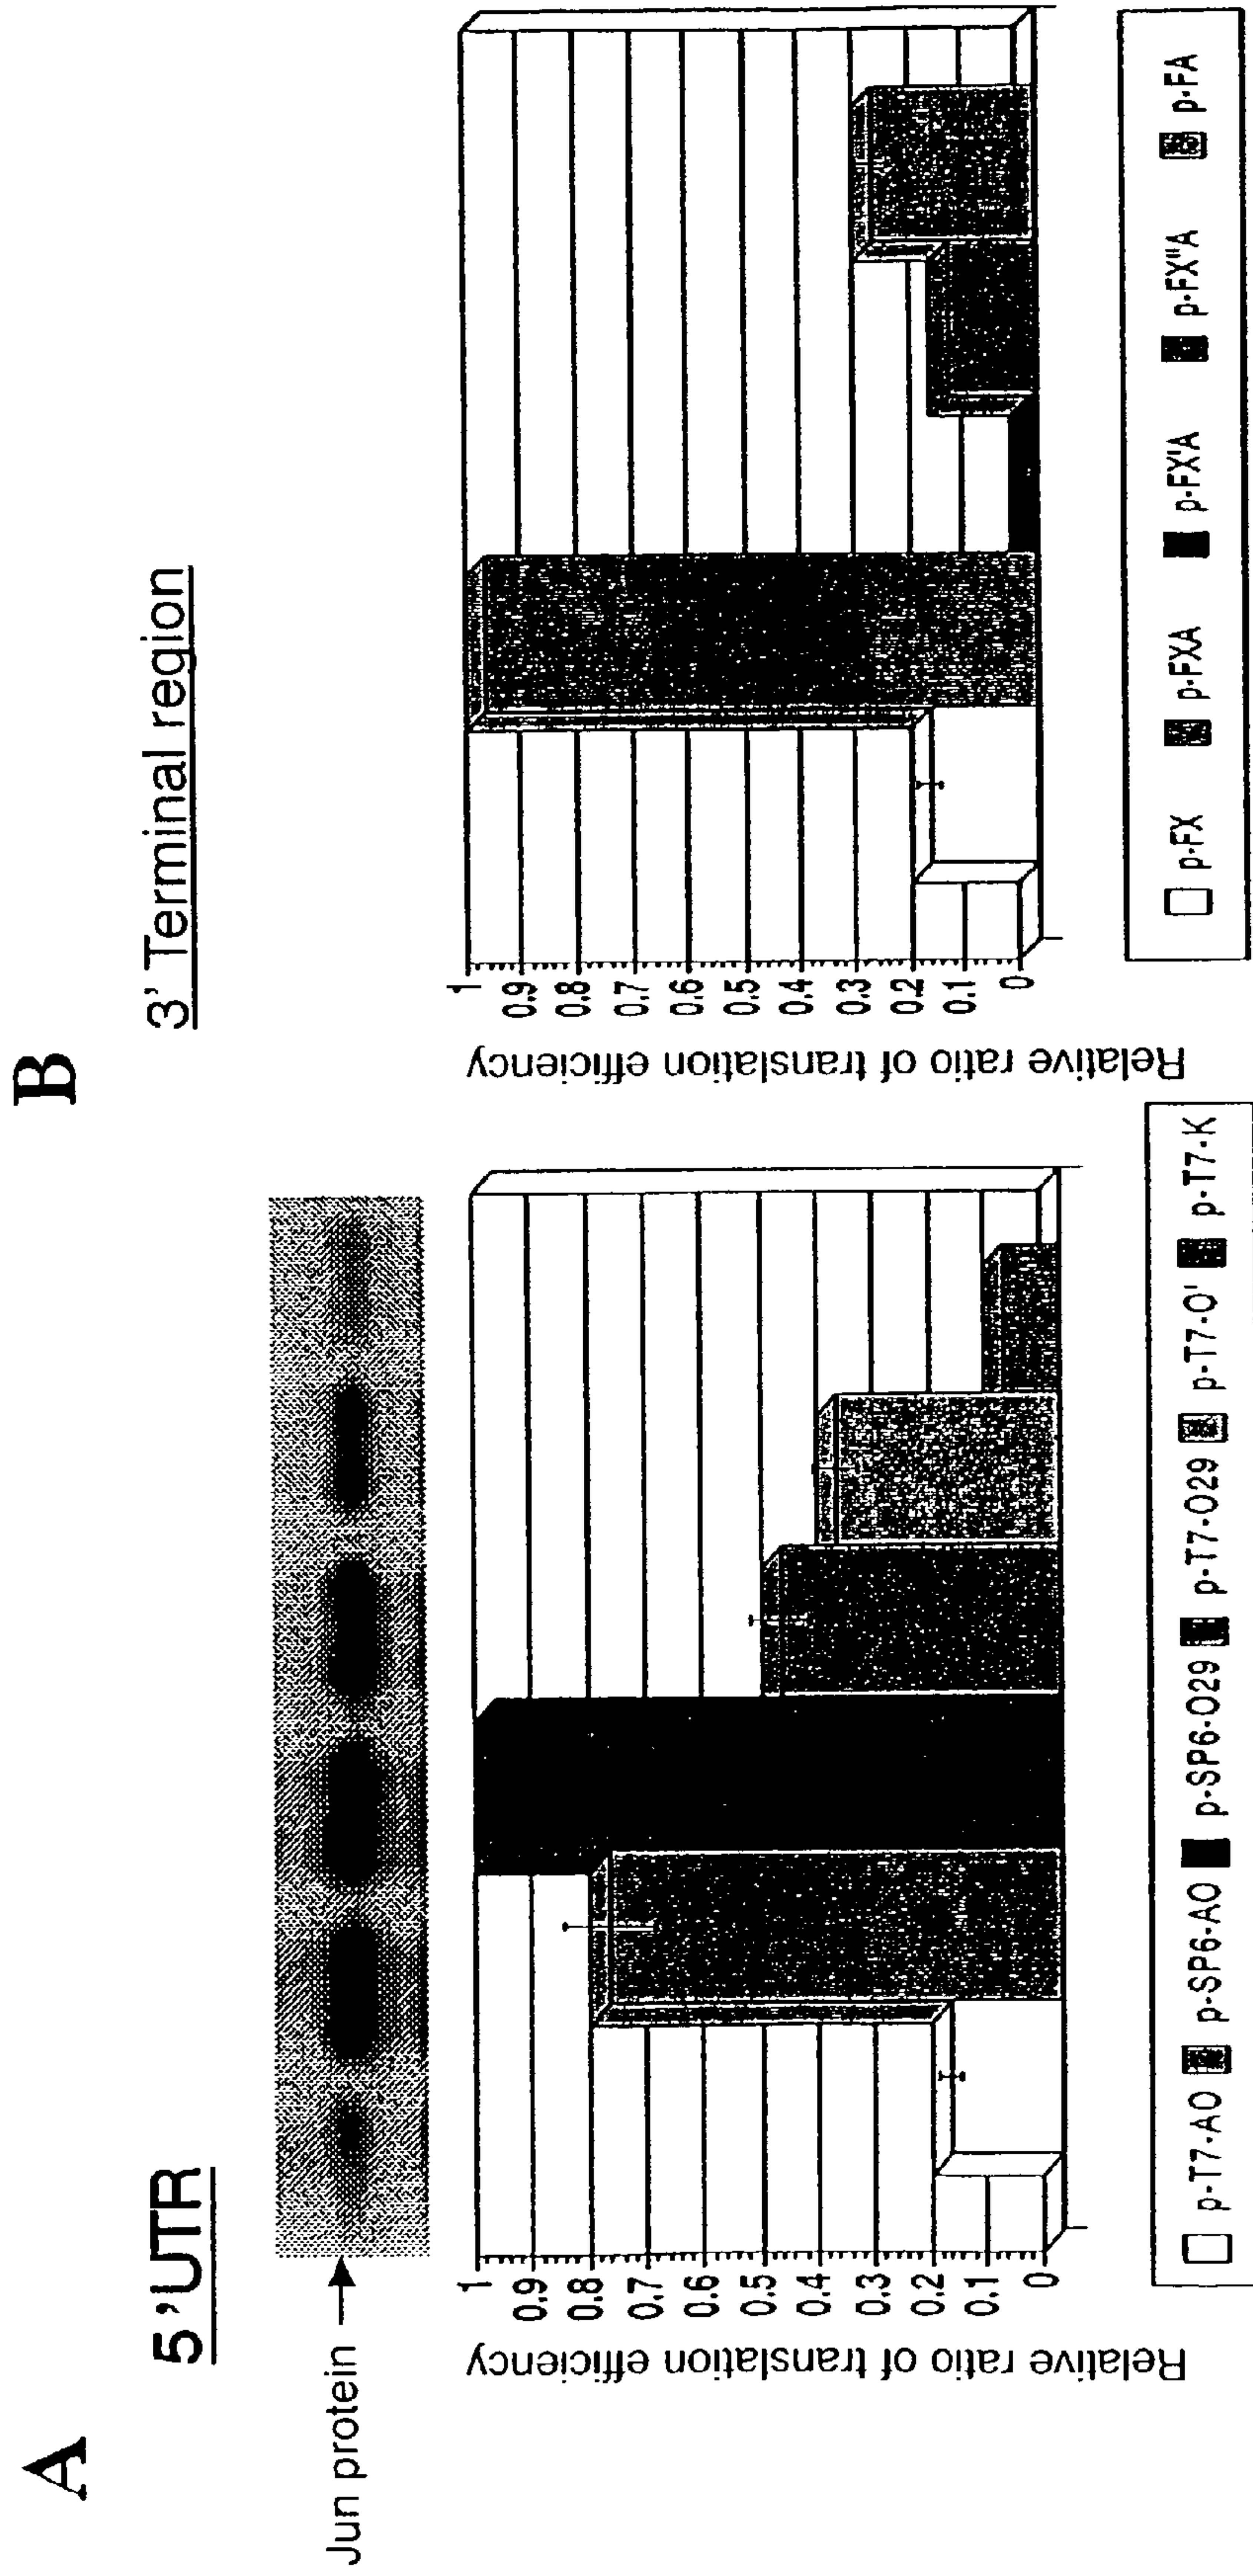 A
5'UTR
Jun protein →
Relative ratio of translation efficiency
1
0.9
0.8
0.7
0.6
0.5
0.4
0.3
0.2
0.1
0
p-T7-AO p-SP6-AO p-SP6-O29 p-T7-O29 p-T7-O' p-T7-K
B
3' Terminal region
Relative ratio of translation efficiency
1
0.9
0.8
0.7
0.6
0.5
0.4
0.3
0.2
0.1
0
p-FX p-FXA p-FX'A p-FX"A p-FA